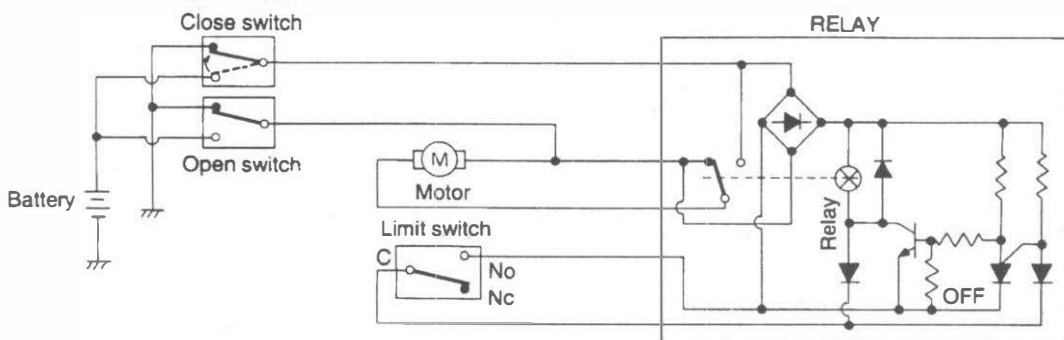 Close switch
RELAY
Open switch
M
Motor
Battery
Relay
Limit switch
C
No
Nc
OFF